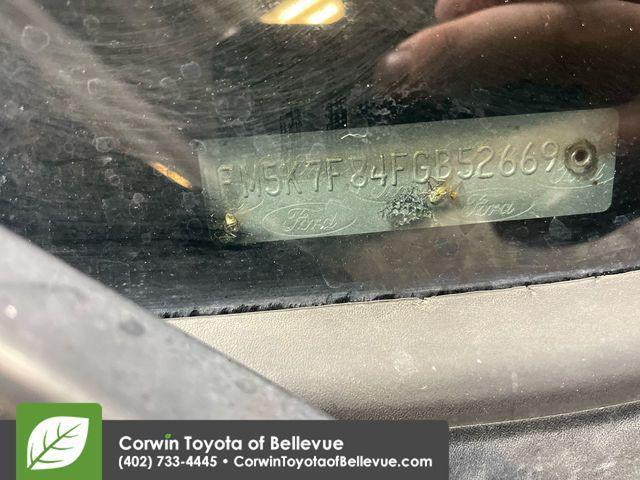 FM5K7F84FGB52669
Ford Ford
Corwin Toyota of Bellevue
(402) 733-4445 • CorwinToyotaofBellevue.com